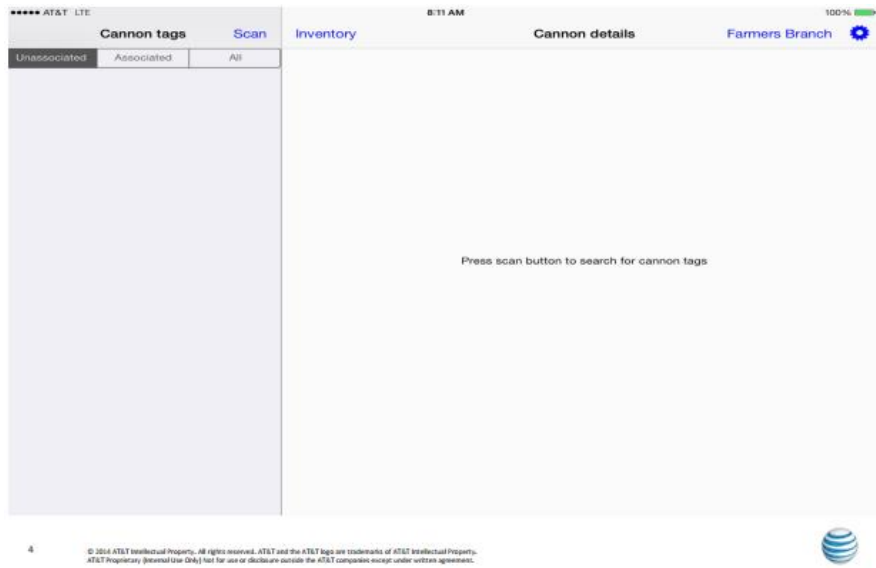 AT&T LTE 8:11 AM 100%
Cannon tags Scan Inventory Cannon details Farmers Branch
Unassociated Associated All
Press scan button to search for cannon tags
4
© 2014 AT&T Intellectual Property. All rights reserved. AT&T and the AT&T logo are trademarks of AT&T Intellectual Property.
AT&T Proprietary (Internal Use Only) Not for use or disclosure outside the AT&T companies except under written agreement.